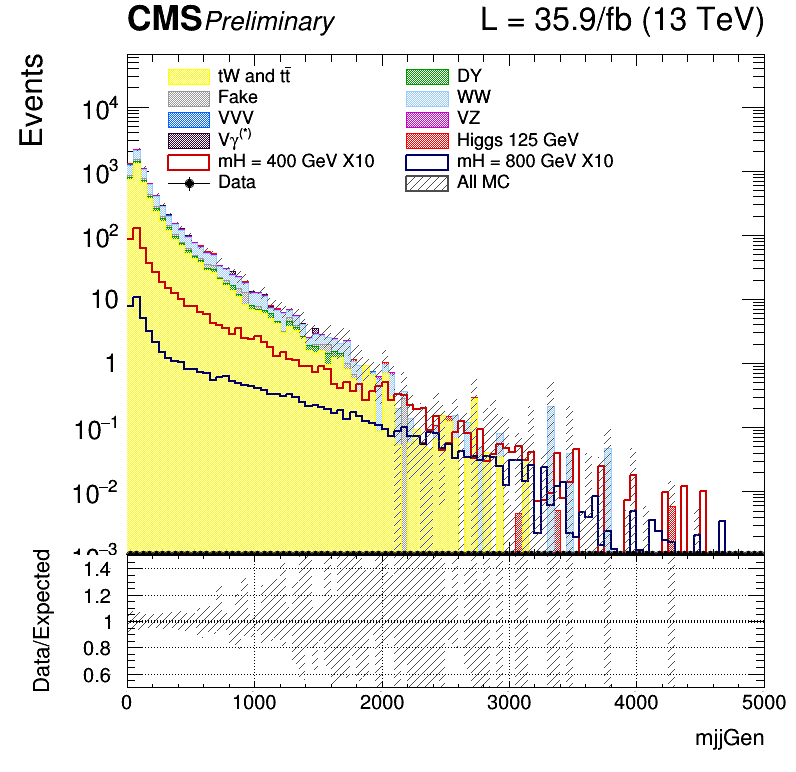 CMS Preliminary L = 35.9/fb (13 TeV)
Events
tW and tt̄ DY
Fake WW
VVV VZ
Vγ(*) Higgs 125 GeV
mH = 400 GeV X10 mH = 800 GeV X10
Data All MC
10⁴
10³
10²
10
1
10⁻¹
10⁻²
10⁻³
Data/Expected
1.4
1.2
1
0.8
0.6
0 1000 2000 3000 4000 5000
mjjGen